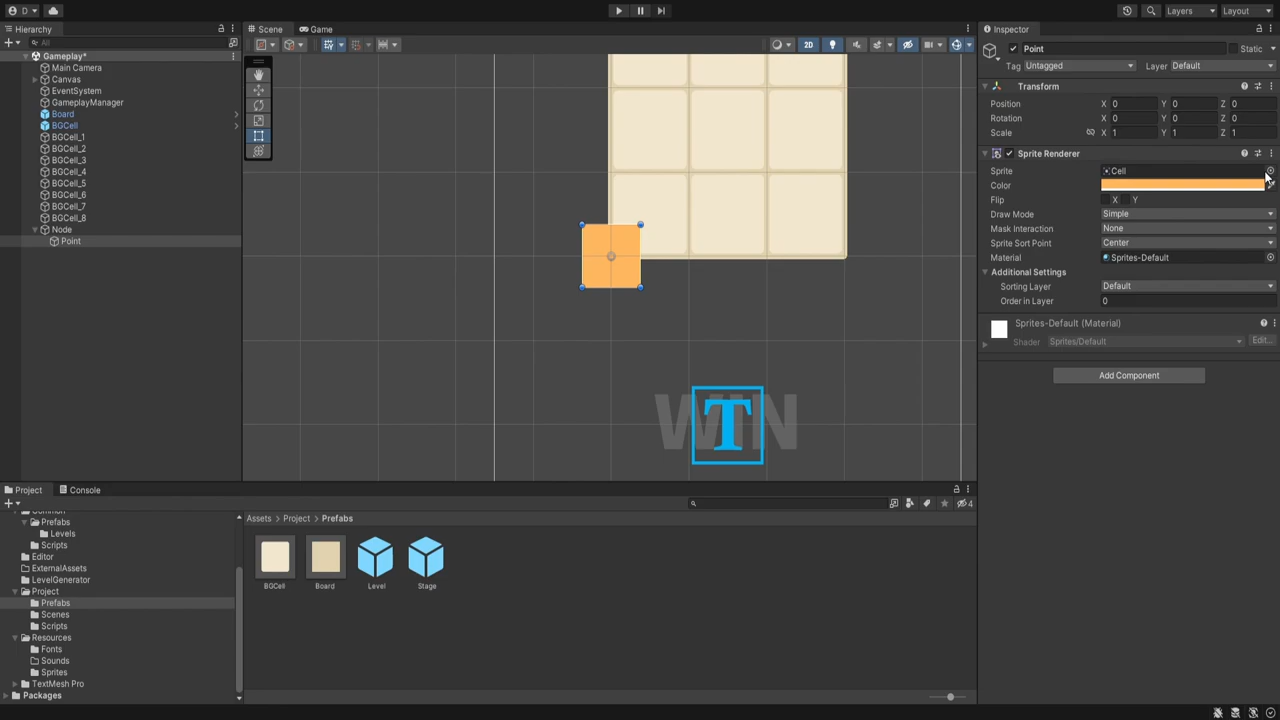 D
Layers
Layout
Hierarchy
All
Gameplay*
Main Camera
Canvas
EventSystem
GameplayManager
Board
BGCell
BGCell_1
BGCell_2
BGCell_3
BGCell_4
BGCell_5
BGCell_6
BGCell_7
BGCell_8
Node
Point
Scene
Game
2D
WIN
T
Inspector
Point
Static
Tag Untagged
Layer Default
Transform
Position X 0 Y 0 Z 0
Rotation X 0 Y 0 Z 0
Scale X 1 Y 1 Z 1
Sprite Renderer
Sprite Cell
Color
Flip X Y
Draw Mode Simple
Mask Interaction None
Sprite Sort Point Center
Material Sprites-Default
Additional Settings
Sorting Layer Default
Order in Layer 0
Sprites-Default (Material)
Shader Sprites/Default
Edit...
Add Component
Project
Console
4
Common
Prefabs
Levels
Scripts
Editor
ExternalAssets
LevelGenerator
Project
Prefabs
Scenes
Scripts
Resources
Fonts
Sounds
Sprites
TextMesh Pro
Packages
Assets > Project > Prefabs
BGCell
Board
Level
Stage